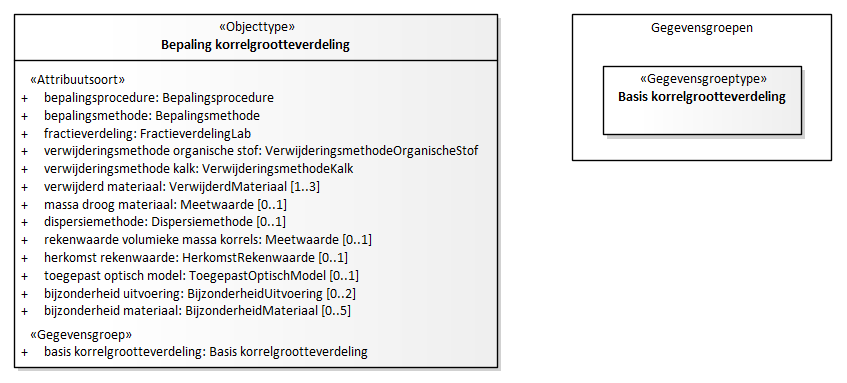 «Objecttype»
Bepaling korrelgrootteverdeling
«Attribuutsoort»
+ bepalingsprocedure: Bepalingsprocedure
+ bepalingsmethode: Bepalingsmethode
+ fractieverdeling: FractieverdelingLab
+ verwijderingsmethode organische stof: VerwijderingsmethodeOrganischeStof
+ verwijderingsmethode kalk: VerwijderingsmethodeKalk
+ verwijderd materiaal: VerwijderdMateriaal [1..3]
+ massa droog materiaal: Meetwaarde [0..1]
+ dispersiemethode: Dispersiemethode [0..1]
+ rekenwaarde volumieke massa korrels: Meetwaarde [0..1]
+ herkomst rekenwaarde: HerkomstRekenwaarde [0..1]
+ toegepast optisch model: ToegepastOptischModel [0..1]
+ bijzonderheid uitvoering: BijzonderheidUitvoering [0..2]
+ bijzonderheid materiaal: BijzonderheidMateriaal [0..5]
«Gegevensgroep»
+ basis korrelgrootteverdeling: Basis korrelgrootteverdeling
Gegevensgroepen
«Gegevensgroeptype»
Basis korrelgrootteverdeling